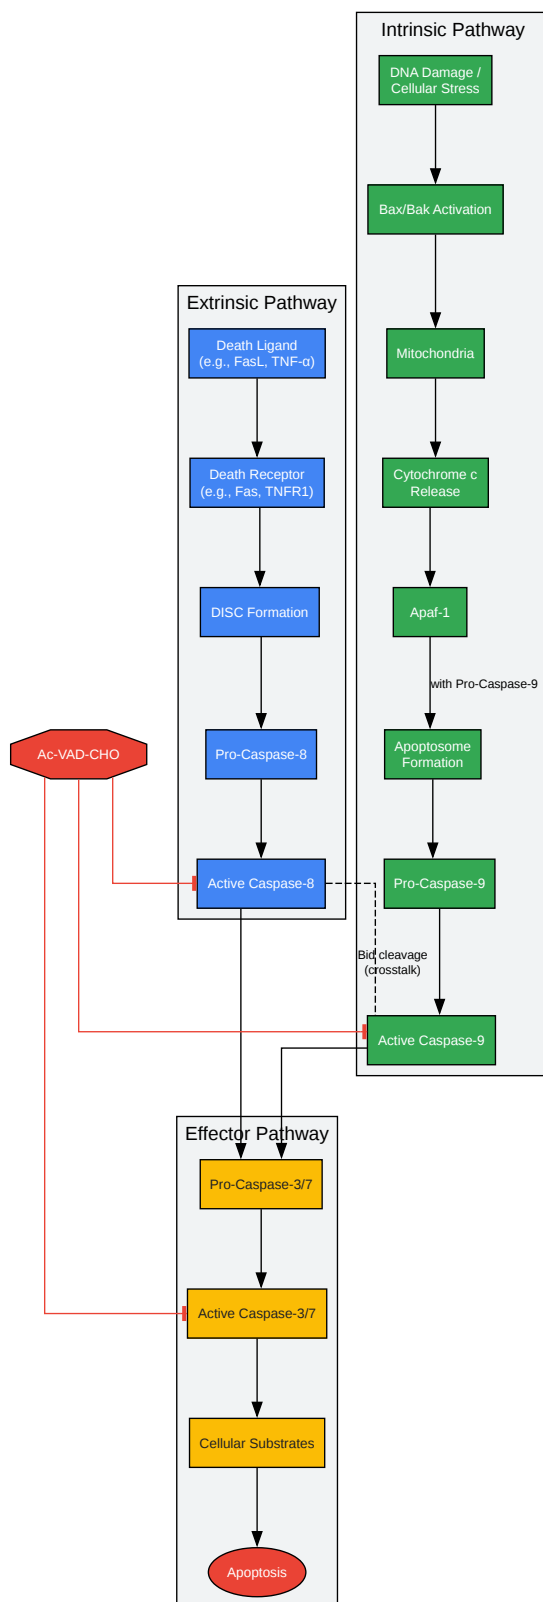 Intrinsic Pathway
DNA Damage /
Cellular Stress
Bax/Bak Activation
Extrinsic Pathway
Death Ligand
(e.g., FasL, TNF-α)
Mitochondria
Death Receptor
(e.g., Fas, TNFR1)
Cytochrome c
Release
DISC Formation
Apaf-1
with Pro-Caspase-9
Ac-VAD-CHO
Pro-Caspase-8
Apoptosome
Formation
Active Caspase-8
Pro-Caspase-9
Bid cleavage
(crosstalk)
Active Caspase-9
Effector Pathway
Pro-Caspase-3/7
Active Caspase-3/7
Cellular Substrates
Apoptosis